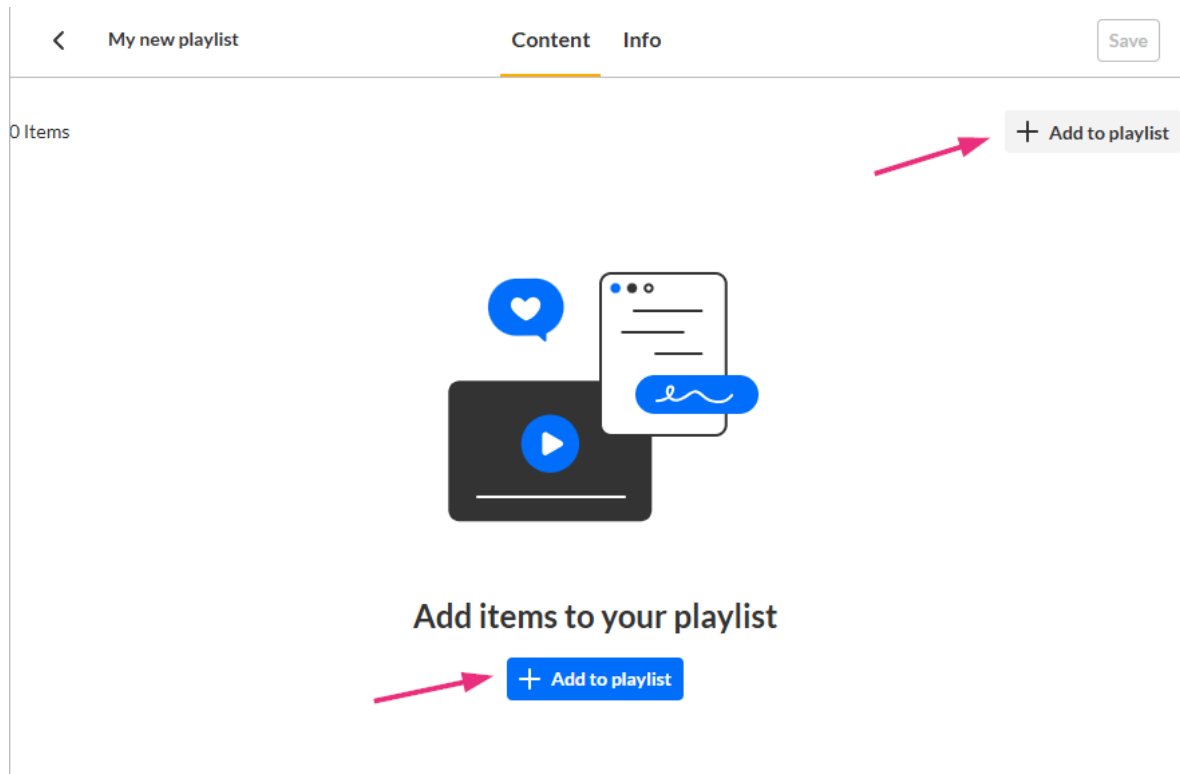 My new playlist
Content
Info
Save
0 Items
Add to playlist
Add items to your playlist
Add to playlist